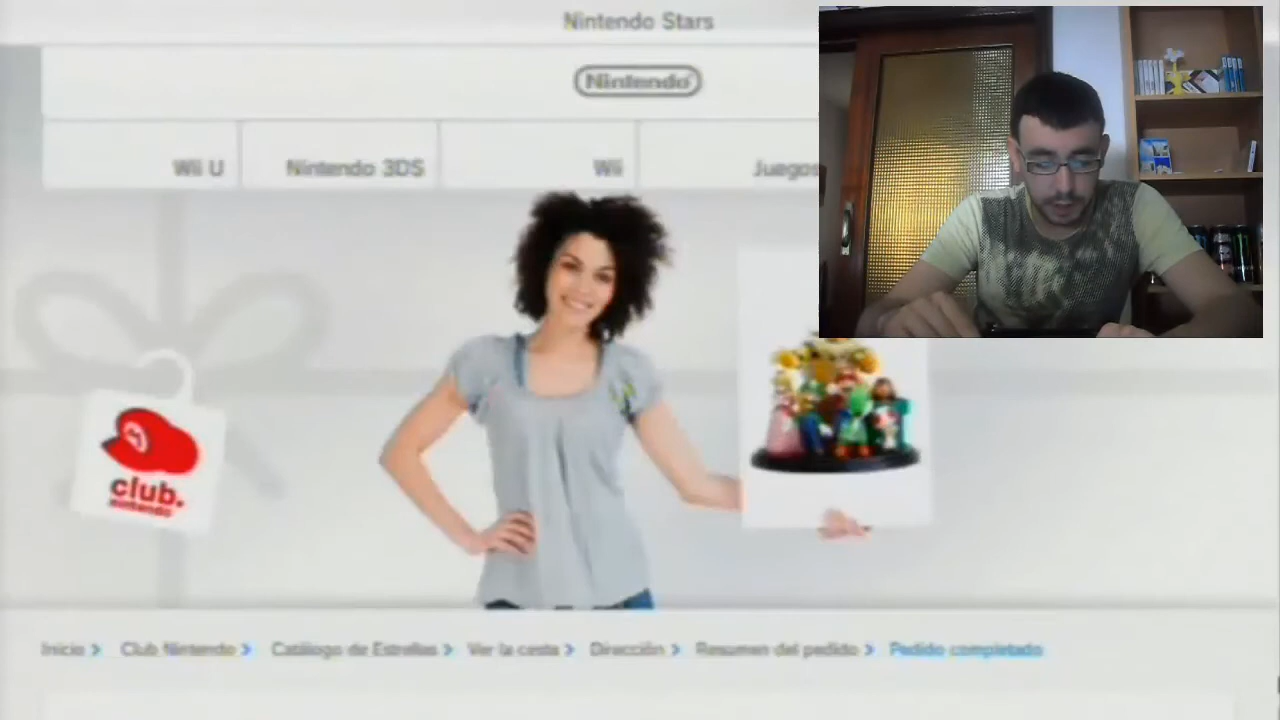 Nintendo Stars
Nintendo
Wii U
Nintendo 3DS
Wii
Juegos
club.
nintendo
Inicio > Club Nintendo > Catálogo de Estrellas > Ver la cesta > Dirección > Resumen del pedido > Pedido completado